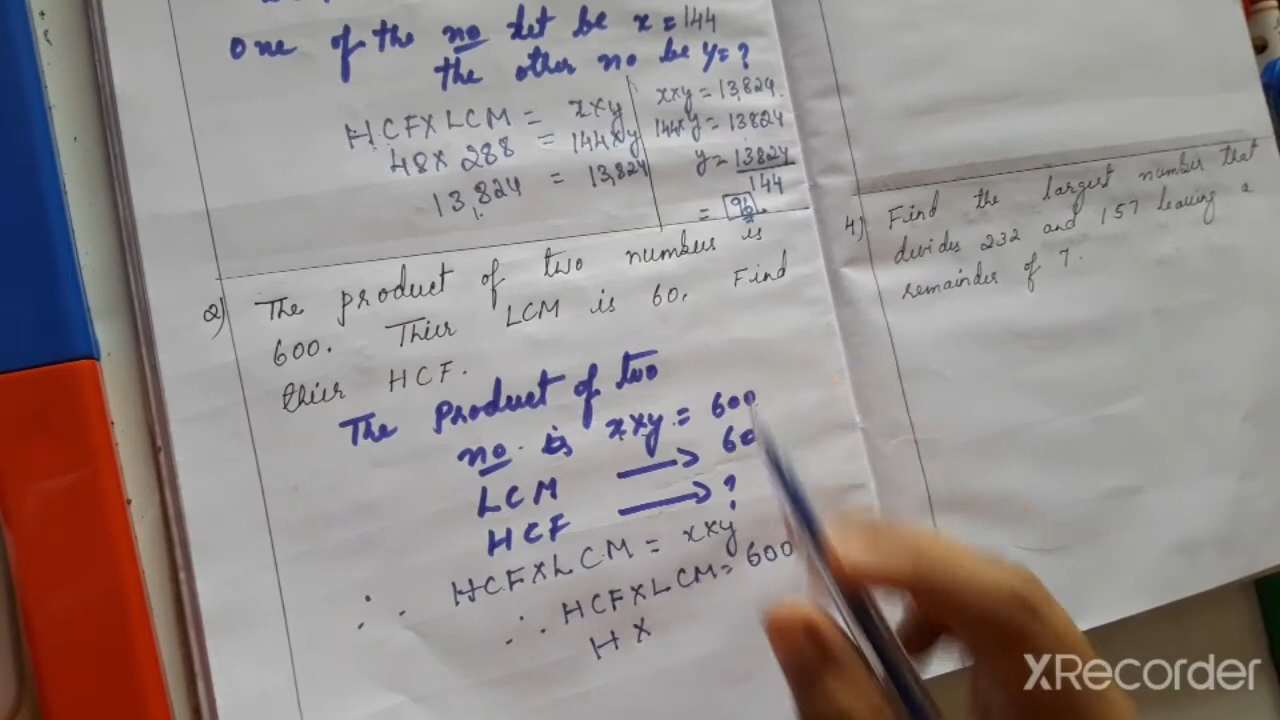 one of the no let be x = 144
the other no be y = ?
HCF X LCM = x x y
48 x 288 = 144 x y
13,824 = 13,824
x x y = 13,824.
144 x y = 13824
y = 13824
144
= 96.
2) The product of two numbers is
600. Thier LCM is 60. Find
thier HCF.
The Product of two
no. is x x y = 600
LCM → 60
HCF → ?
∴ HCF X LCM = x x y
∴ HCF X LCM = 600
H X
4) Find the largest number that
divides 232 and 157 leaving a
remainder of 7.
XRecorder